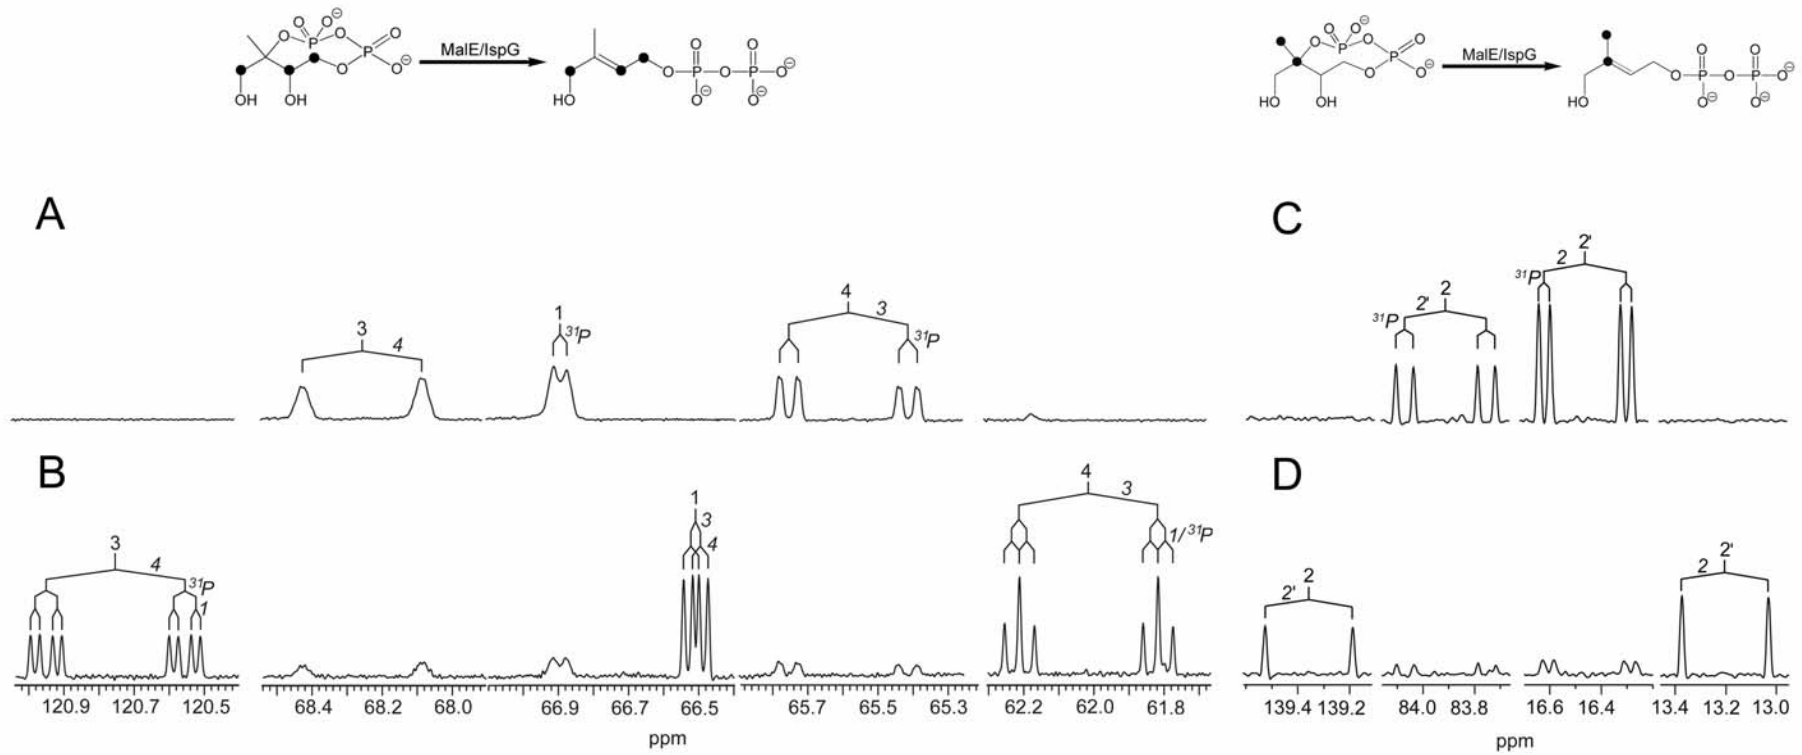 O O⊖ O P O P O O O⊖ OH OH
MalE/IspG
HO O P O P O⊖ O O O⊖ O⊖
O O⊖ O P O P O O O⊖ HO OH
MalE/IspG
HO O P O P O⊖ O O O⊖ O⊖
A
3
4
1
31P
4
3
31P
C
2
2'
31P
2'
2
31P
B
3
4
31P
1
1
3
4
4
3
1/31P
D
2
2'
2'
2
120.9 120.7 120.5 68.4 68.2 68.0 66.9 66.7 66.5 65.7 65.5 65.3 62.2 62.0 61.8
ppm
139.4 139.2 84.0 83.8 16.6 16.4 13.4 13.2 13.0
ppm